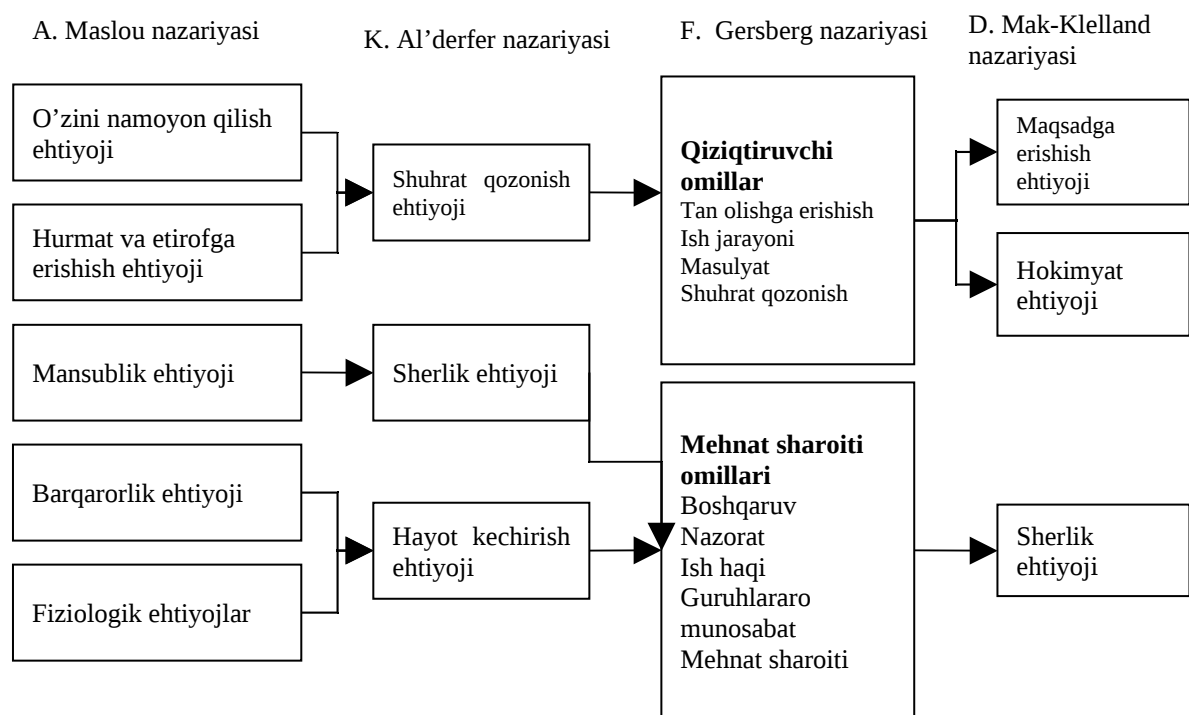 A. Maslou nazariyasi
K. Al’derfer nazariyasi
F. Gersberg nazariyasi
D. Mak-Klelland
nazariyasi
O’zini namoyon qilish
ehtiyoji
Hurmat va etirofga
erishish ehtiyoji
Mansublik ehtiyoji
Barqarorlik ehtiyoji
Fiziologik ehtiyojlar
Shuhrat qozonish
ehtiyoji
Sherlik ehtiyoji
Hayot kechirish
ehtiyoji
Qiziqtiruvchi
omillar
Tan olishga erishish
Ish jarayoni
Masulyat
Shuhrat qozonish
Mehnat sharoiti
omillari
Boshqaruv
Nazorat
Ish haqi
Guruhlararo
munosabat
Mehnat sharoiti
Maqsadga
erishish
ehtiyoji
Hokimyat
ehtiyoji
Sherlik
ehtiyoji